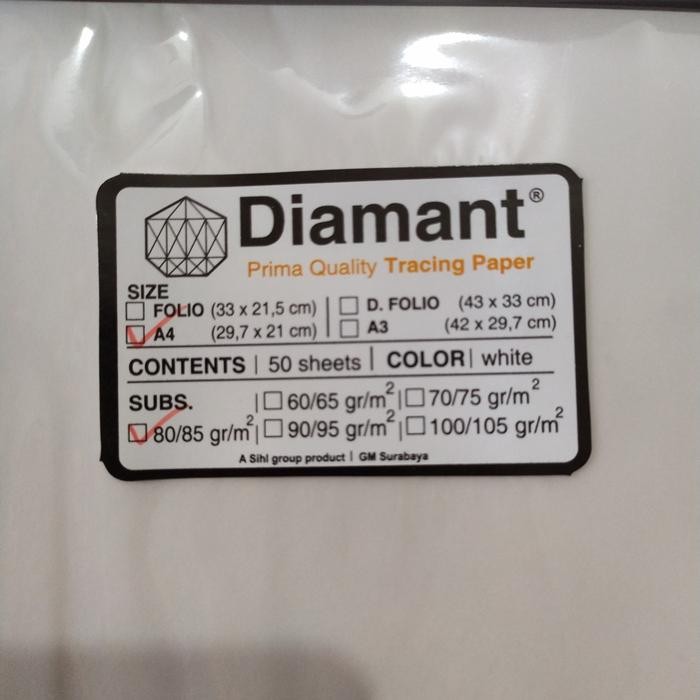 Diamant®
Prima Quality Tracing Paper
SIZE
FOLIO (33 x 21,5 cm) | D. FOLIO (43 x 33 cm)
A4 (29,7 x 21 cm) | A3 (42 x 29,7 cm)
CONTENTS | 50 sheets | COLOR | white
SUBS. | 60/65 gr/m² | 70/75 gr/m²
80/85 gr/m² | 90/95 gr/m² | 100/105 gr/m²
A Sihl group product | GM Surabaya